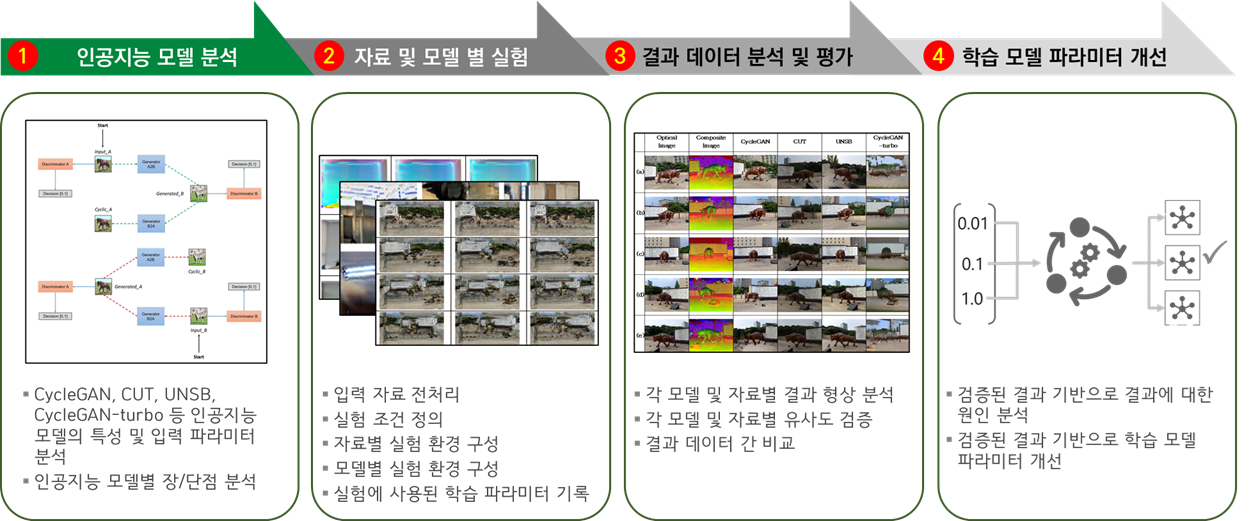 1 인공지능 모델 분석
2 자료 및 모델 별 실험
3 결과 데이터 분석 및 평가
4 학습 모델 파라미터 개선
Start
Input_A
Discriminator A
Generator A2B
Decision [0,1]
Decision [0,1]
Generated_B
Discriminator B
Cyclic_A
Generator B2A
Generator A2B
Cyclic_B
Discriminator A
Generated_A
Decision [0,1]
Decision [0,1]
Generator B2A
Discriminator B
Input_B
Start
▪ CycleGAN, CUT, UNSB,
CycleGAN-turbo 등 인공지능
모델의 특성 및 입력 파라미터
분석
▪ 인공지능 모델별 장/단점 분석
▪ 입력 자료 전처리
▪ 실험 조건 정의
▪ 자료별 실험 환경 구성
▪ 모델별 실험 환경 구성
▪ 실험에 사용된 학습 파라미터 기록
Optical Image Composite Image CycleGAN CUT UNSB CycleGAN-turbo
(a)
(b)
(c)
(d)
(e)
▪ 각 모델 및 자료별 결과 형상 분석
▪ 각 모델 및 자료별 유사도 검증
▪ 결과 데이터 간 비교
0.01
0.1
1.0
▪ 검증된 결과 기반으로 결과에 대한
원인 분석
▪ 검증된 결과 기반으로 학습 모델
파라미터 개선